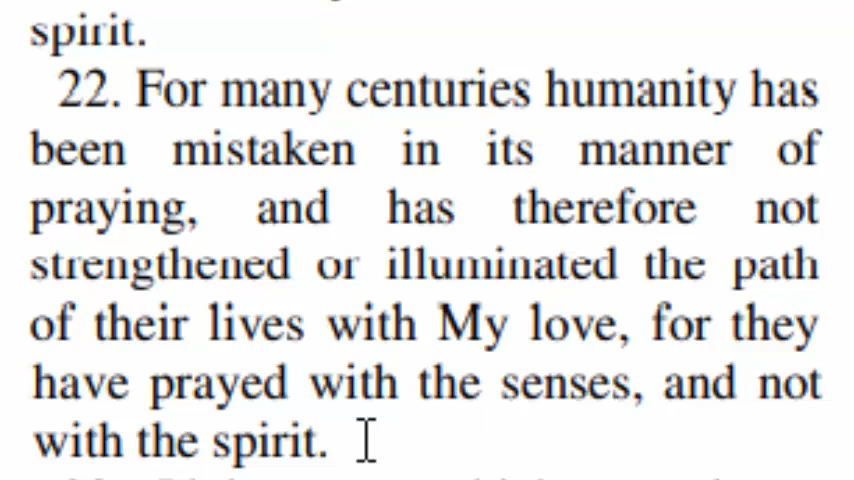 spirit.
22. For many centuries humanity has
been mistaken in its manner of
praying, and has therefore not
strengthened or illuminated the path
of their lives with My love, for they
have prayed with the senses, and not
with the spirit.